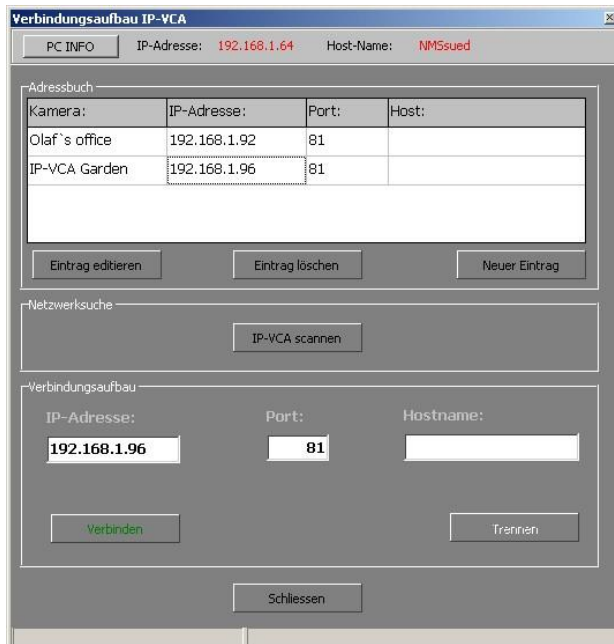 Verbindungsaufbau IP-VCA
PC INFO IP-Adresse: 192.168.1.64 Host-Name: NMSsued
Adressbuch
Kamera: IP-Adresse: Port: Host:
Olaf`s office 192.168.1.92 81
IP-VCA Garden 192.168.1.96 81
Eintrag editieren Eintrag löschen Neuer Eintrag
Netzwerksuche
IP-VCA scannen
Verbindungsaufbau
IP-Adresse: Port: Hostname:
192.168.1.96 81
Verbinden Trennen
Schliessen